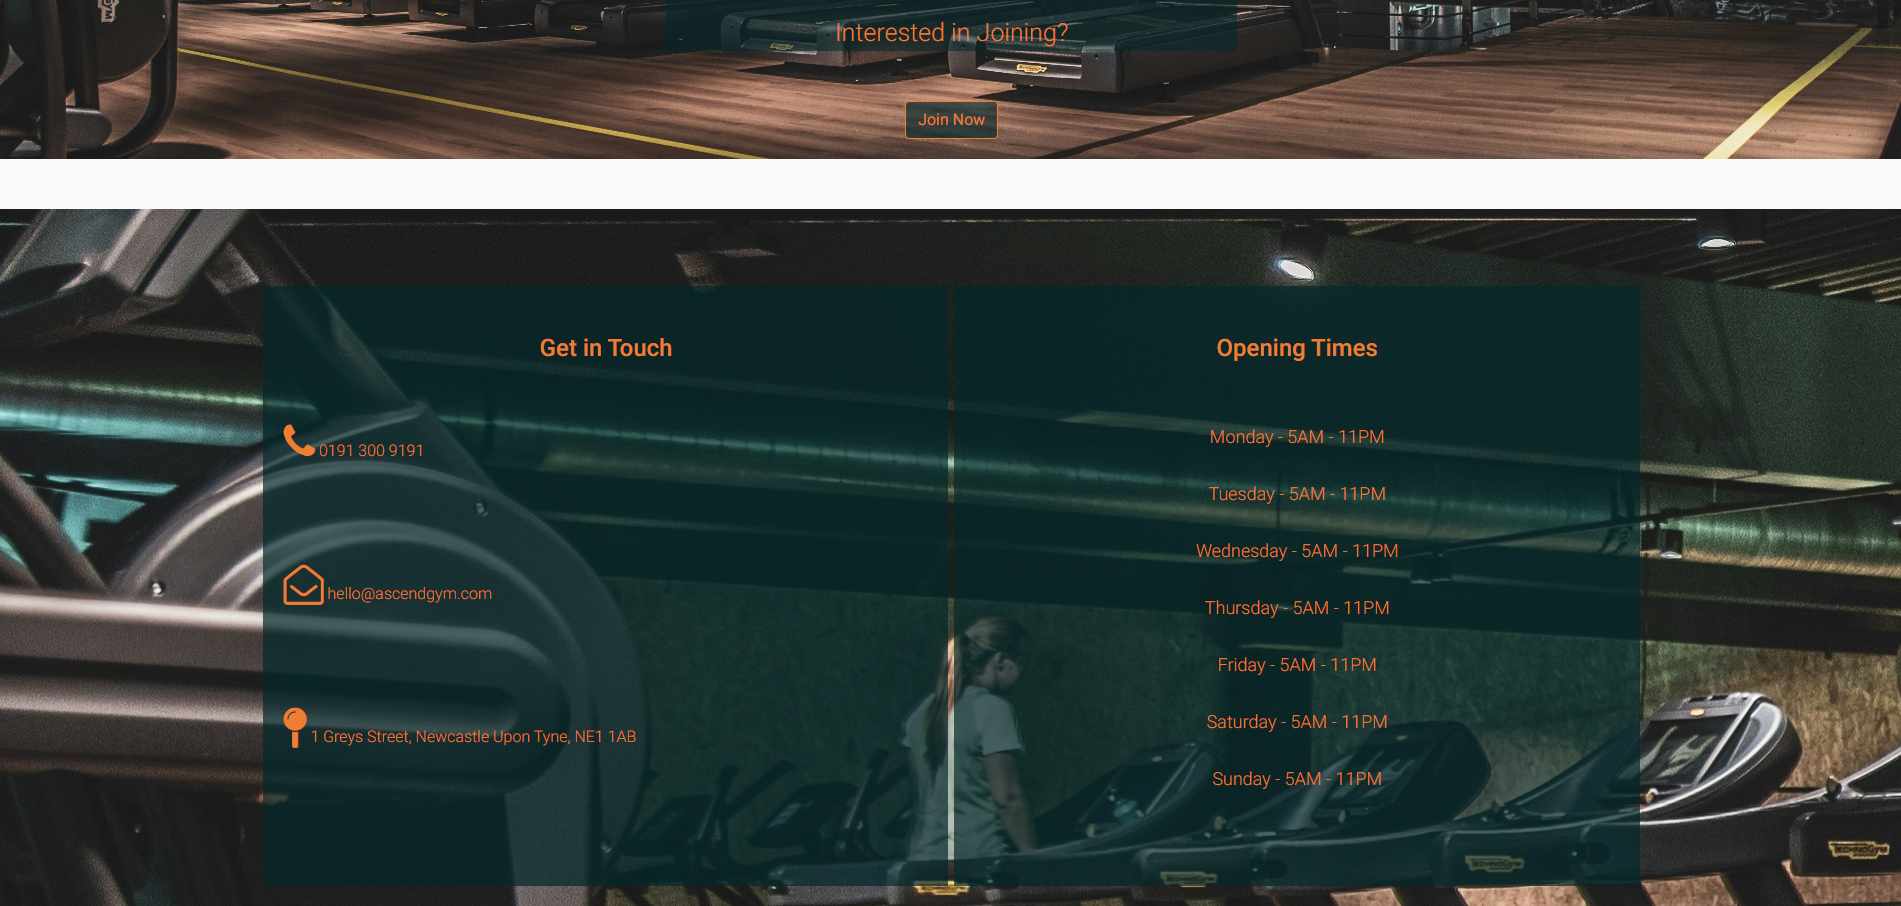 Interested in Joining?
Join Now
Get in Touch
0191 300 9191
hello@ascendgym.com
1 Greys Street, Newcastle Upon Tyne, NE1 1AB
Opening Times
Monday - 5AM - 11PM
Tuesday - 5AM - 11PM
Wednesday - 5AM - 11PM
Thursday - 5AM - 11PM
Friday - 5AM - 11PM
Saturday - 5AM - 11PM
Sunday - 5AM - 11PM
TECHNOGYM
TECHNOGYM